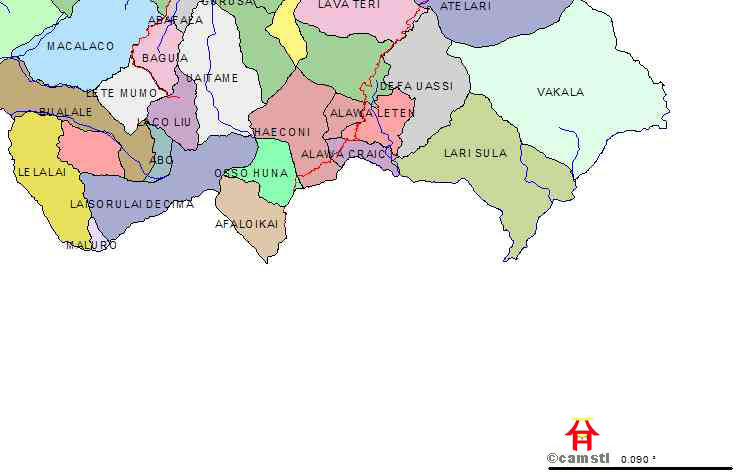 GURUSA
LAVA TERI
ATELARI
ABAFALA
MACALACO
BAGUIA
UAITAME
DEFA UASSI
LETE MUMO
VAKALA
BUALALE
LACO LIU
ALAWA LETEN
HAECONI
ABO
ALAWA CRAIC
LARI SULA
LELALAI
OSSO HUNA
LAISORULAI DECIMA
AFALOIKAI
MALURO
©camstl 0.090 °